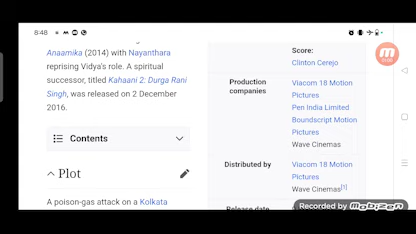 8:48
Anaamika (2014) with Nayanthara
reprising Vidya's role. A spiritual
successor, titled Kahaani 2: Durga Rani
Singh, was released on 2 December
2016.
Contents
Plot
A poison-gas attack on a Kolkata
Score:
Clinton Cerejo
Production
companies
Viacom 18 Motion
Pictures
Pen India Limited
Boundscript Motion
Pictures
Wave Cinemas
Distributed by
Viacom 18 Motion
Pictures
Wave Cinemas[1]
Release date
Recorded by
Mobizen